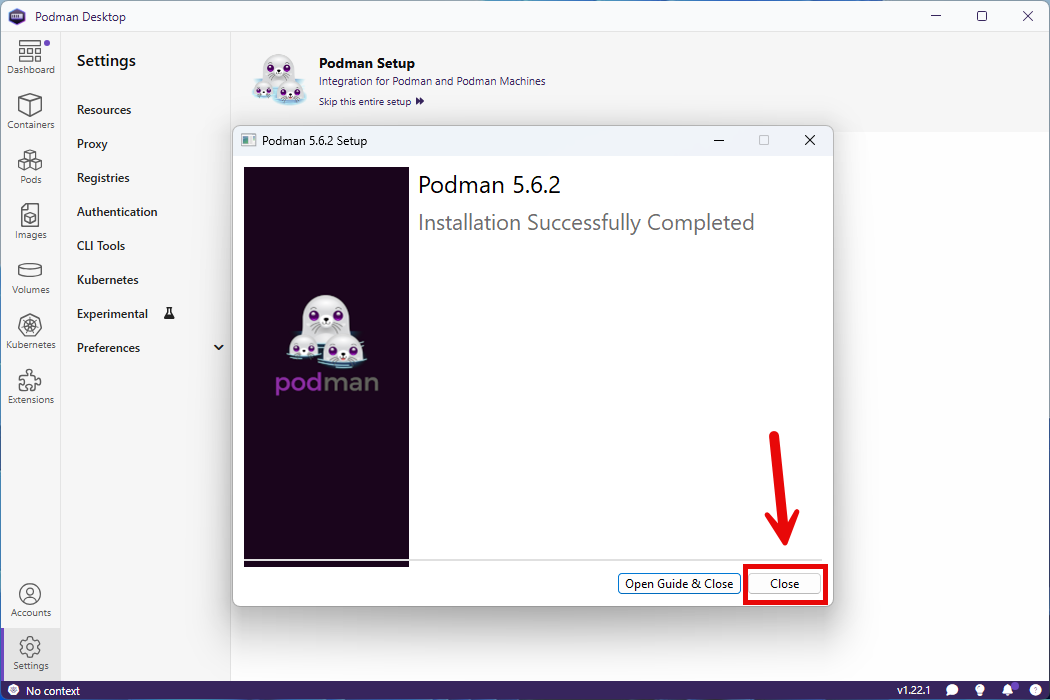 Podman Desktop
Dashboard
Containers
Pods
Images
Volumes
Kubernetes
Extensions
Accounts
Settings
Settings
Resources
Proxy
Registries
Authentication
CLI Tools
Kubernetes
Experimental
Preferences
Podman Setup
Integration for Podman and Podman Machines
Skip this entire setup
Podman 5.6.2 Setup
podman
Podman 5.6.2
Installation Successfully Completed
Open Guide & Close
Close
No context
v1.22.1